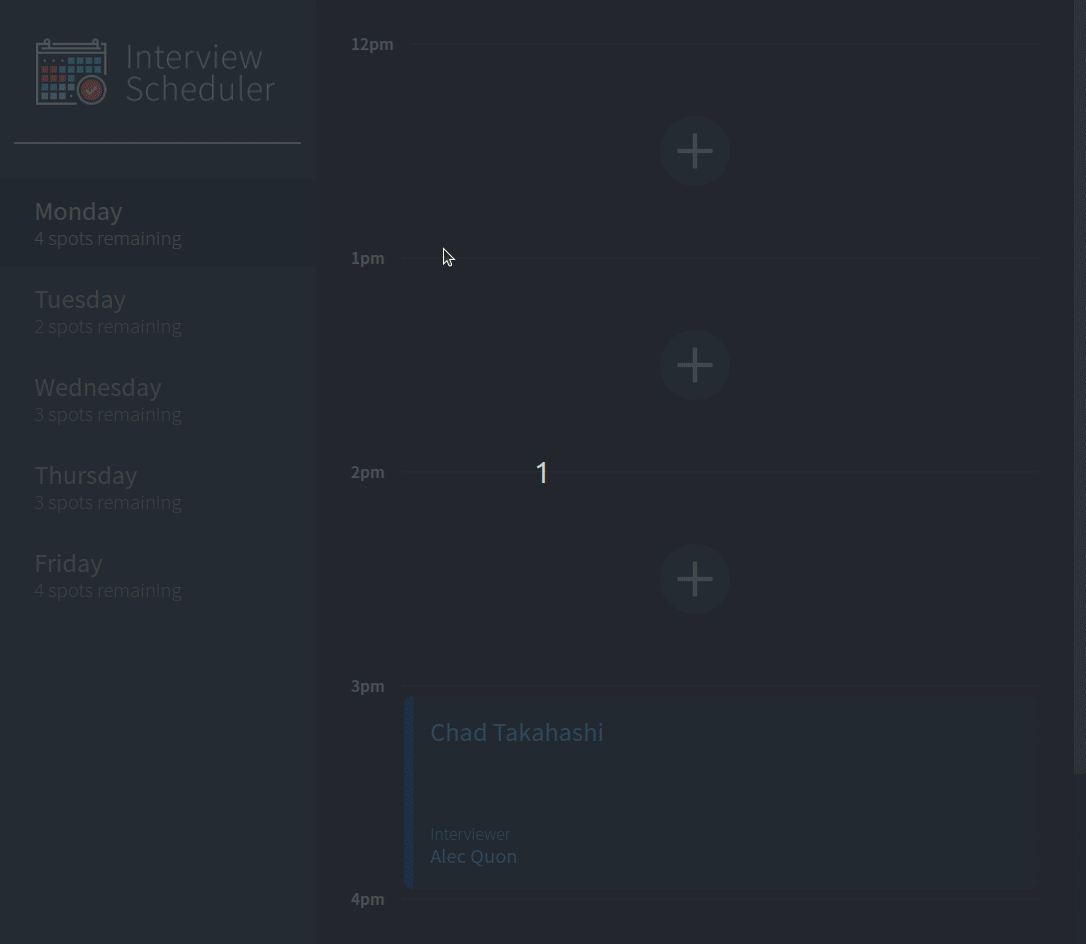 Interview
Scheduler
Monday
4 spots remaining
Tuesday
2 spots remaining
Wednesday
3 spots remaining
Thursday
3 spots remaining
Friday
4 spots remaining
12pm
1pm
2pm
1
3pm
Chad Takahashi
Interviewer
Alec Quon
4pm